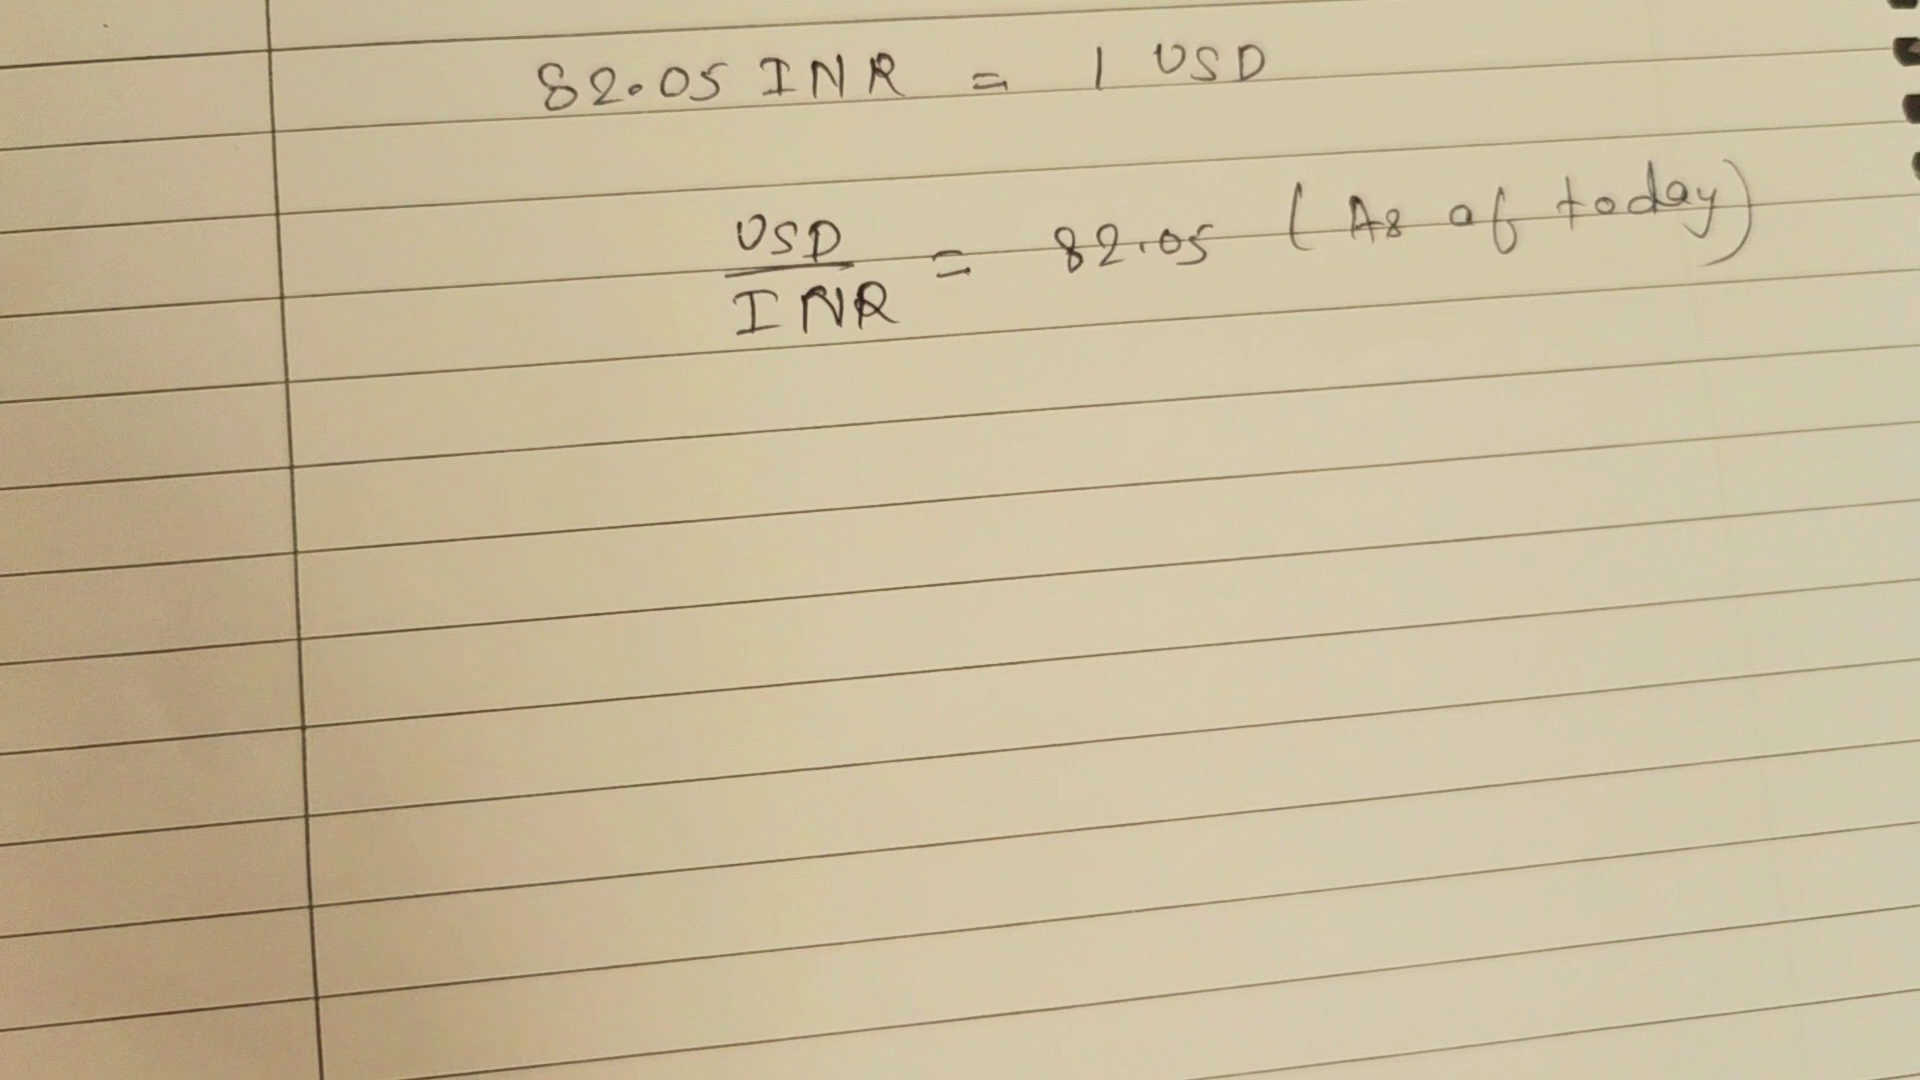 82.05 INR = 1 USD
USD
INR = 82.05 (As of today)